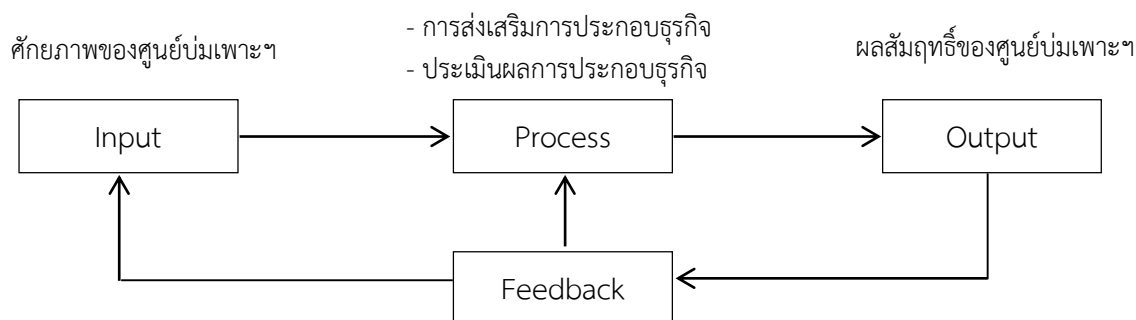 ศักยภาพของศูนย์บ่มเพาะฯ
- การส่งเสริมการประกอบธุรกิจ
- ประเมินผลการประกอบธุรกิจ
ผลสัมฤทธิ์ของศูนย์บ่มเพาะฯ
Input
Process
Output
Feedback